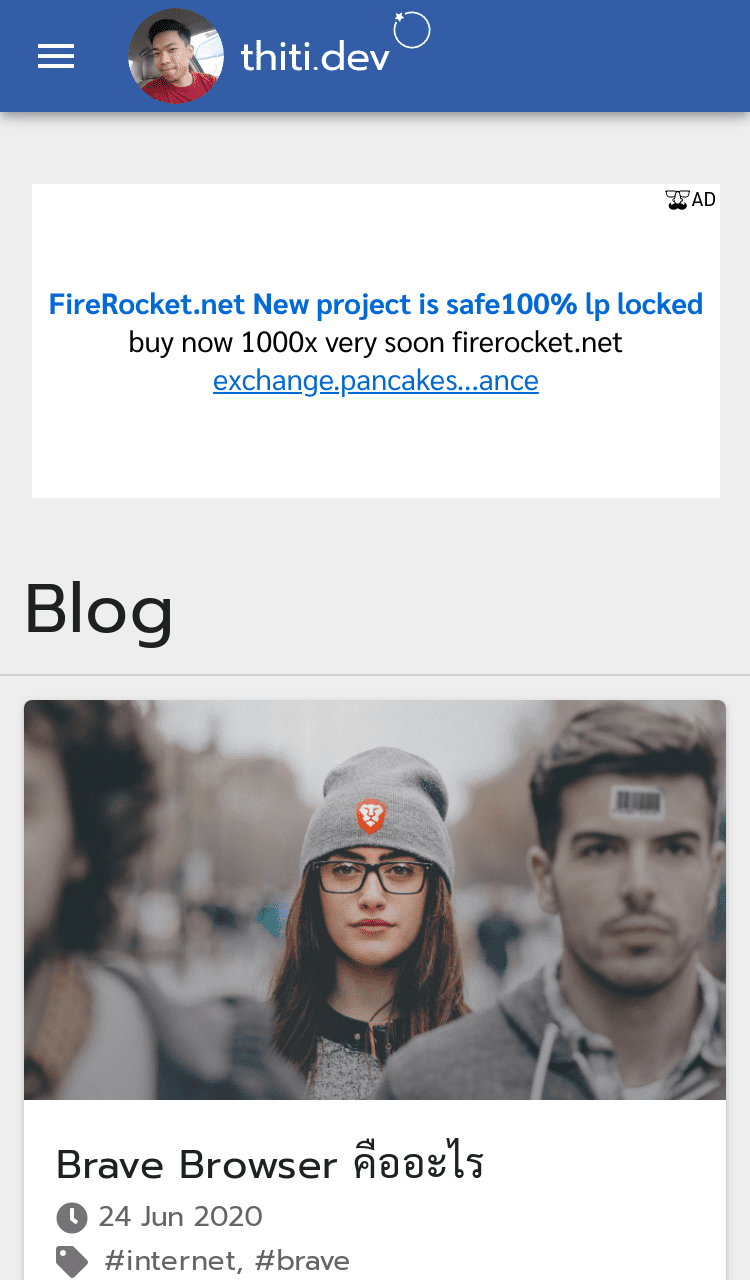 thiti.dev
AD
FireRocket.net New project is safe100% lp locked
buy now 1000x very soon firerocket.net
exchange.pancakes...ance
Blog
Brave Browser คืออะไร
24 Jun 2020
#internet, #brave